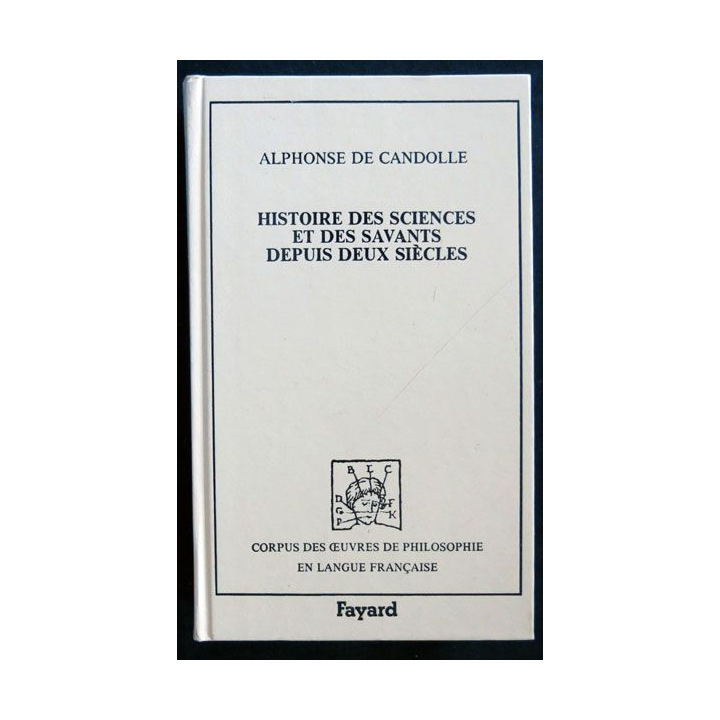 ALPHONSE DE CANDOLLE
HISTOIRE DES SCIENCES
ET DES SAVANTS
DEPUIS DEUX SIÈCLES
B L C
D F
G K
P
CORPUS DES ŒUVRES DE PHILOSOPHIE
EN LANGUE FRANÇAISE
Fayard